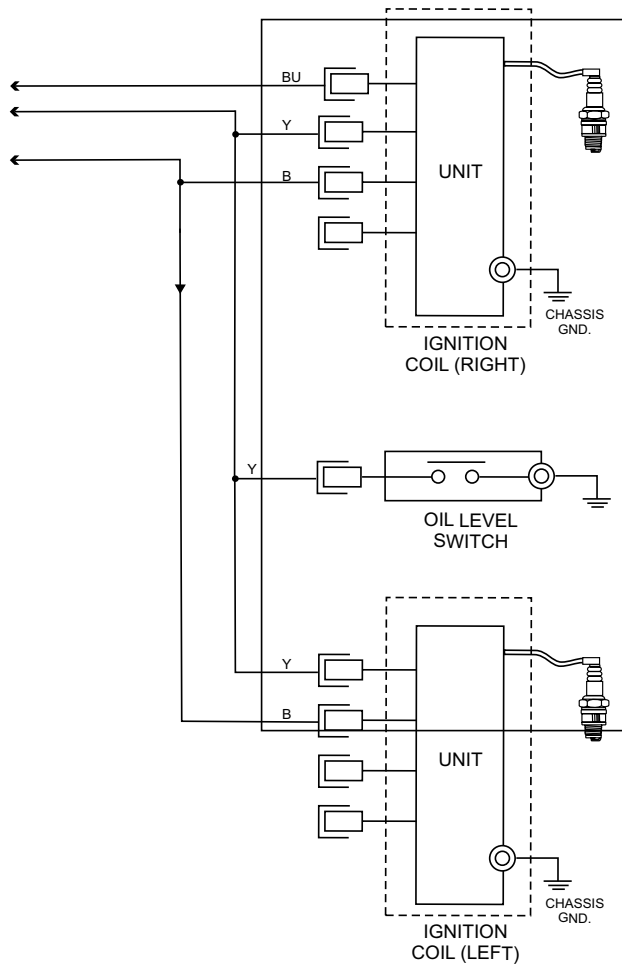 BU
Y
B
UNIT
CHASSIS
GND.
IGNITION
COIL (RIGHT)
Y
OIL LEVEL
SWITCH
Y
B
UNIT
CHASSIS
GND.
IGNITION
COIL (LEFT)